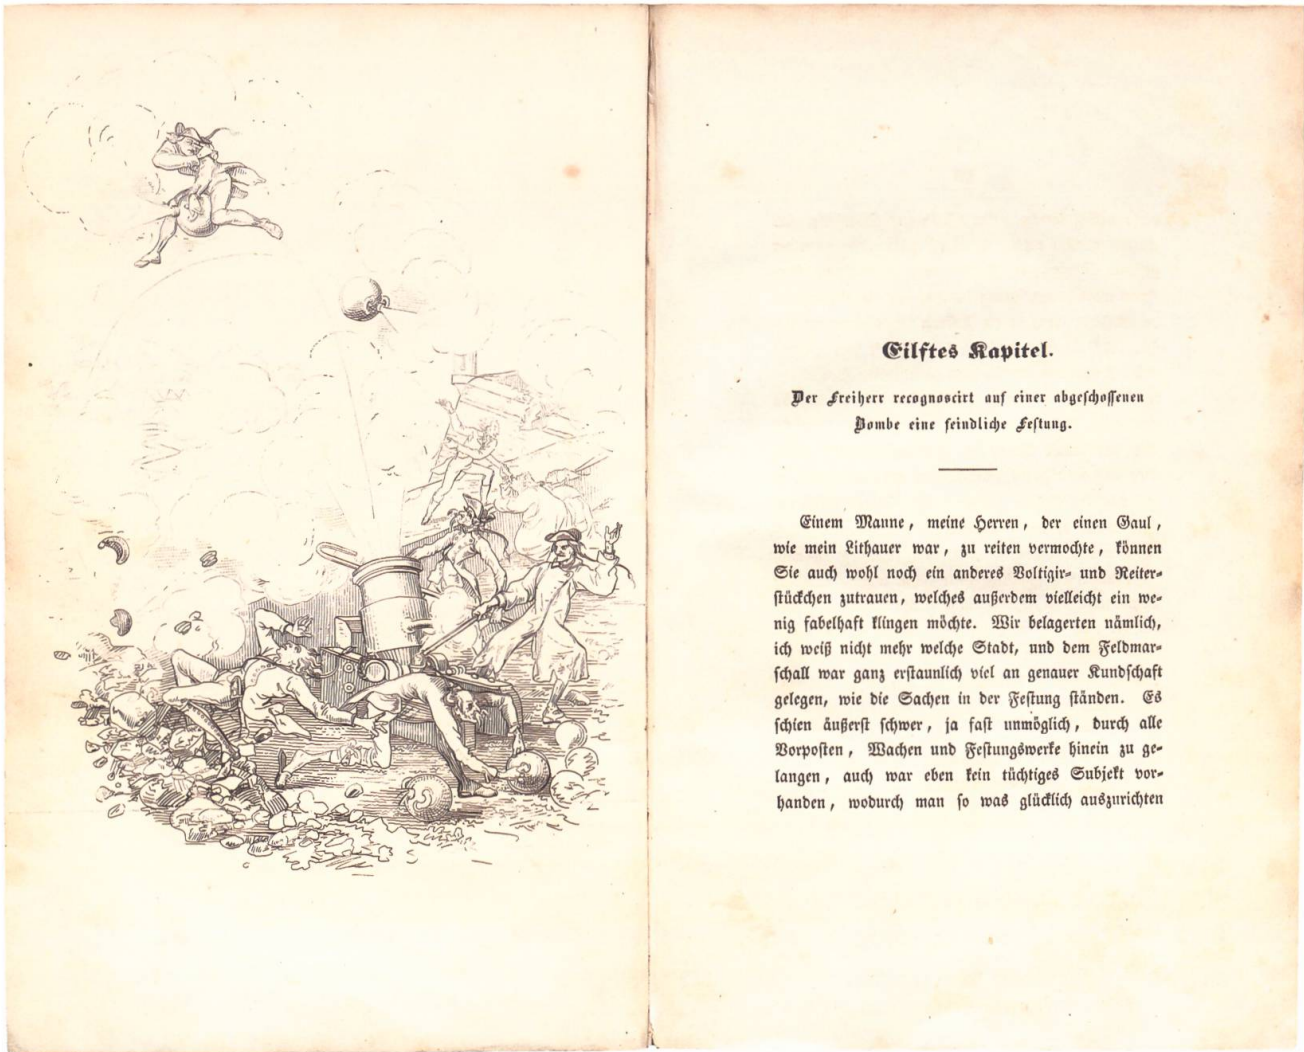 Eilftes Kapitel.
Der Freiherr recognoscirt auf einer abgeschossenen
Bombe eine feindliche Festung.
Einem Manne, meine Herren, der einen Gaul,
wie mein Lithauer war, zu reiten vermochte, können
Sie auch wohl noch ein anderes Voltigir- und Reiter-
stückchen zutrauen, welches außerdem vielleicht ein we-
nig fabelhaft klingen möchte. Wir belagerten nämlich,
ich weiß nicht mehr welche Stadt, und dem Feldmar-
schall war ganz erstaunlich viel an genauer Kundschaft
gelegen, wie die Sachen in der Festung ständen. Es
schien äußerst schwer, ja fast unmöglich, durch alle
Vorposten, Wachen und Festungswerke hinein zu ge-
langen, auch war eben kein tüchtiges Subjekt vor-
handen, wodurch man so was glücklich auszurichten